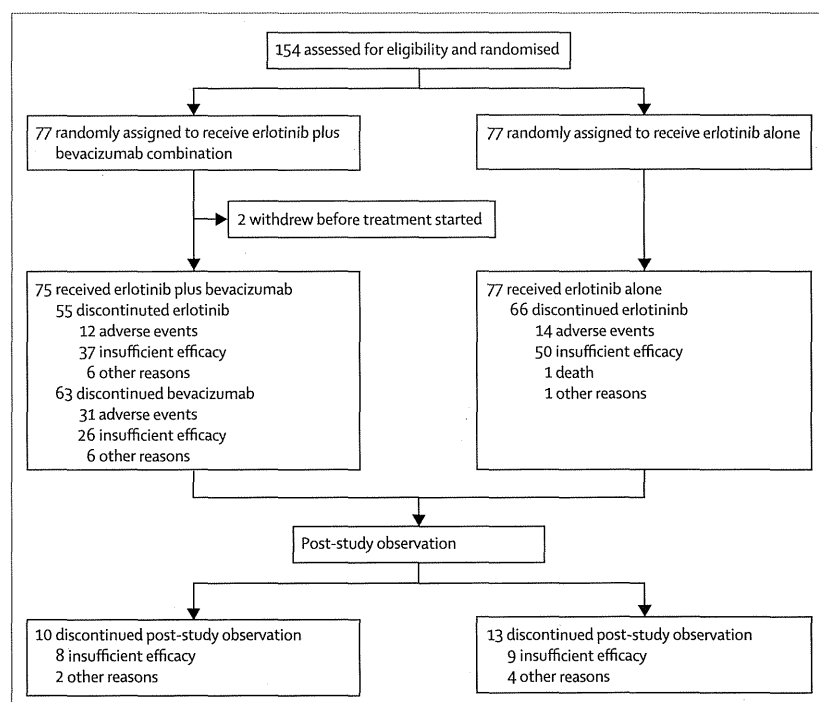 154 assessed for eligibility and randomised
77 randomly assigned to receive erlotinib plus
bevacizumab combination
77 randomly assigned to receive erlotinib alone
2 withdrew before treatment started
75 received erlotinib plus bevacizumab
55 discontinuted erlotinib
12 adverse events
37 insufficient efficacy
6 other reasons
63 discontinued bevacizumab
31 adverse events
26 insufficient efficacy
6 other reasons
77 received erlotinib alone
66 discontinued erlotininb
14 adverse events
50 insufficient efficacy
1 death
1 other reasons
Post-study observation
10 discontinued post-study observation
8 insufficient efficacy
2 other reasons
13 discontinued post-study observation
9 insufficient efficacy
4 other reasons